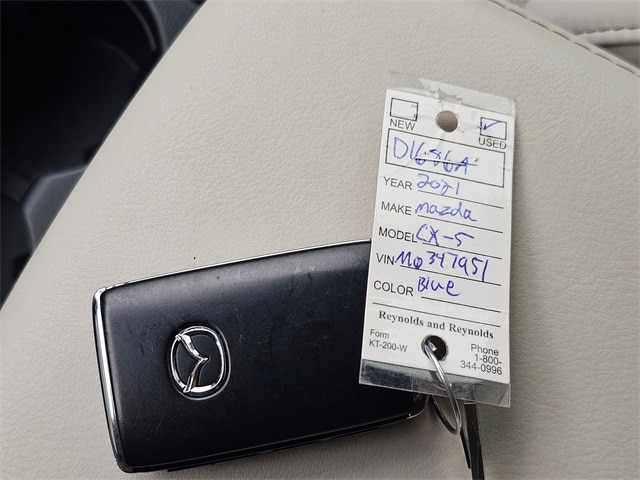 NEW USED
D1686A
YEAR 2021
MAKE Mazda
MODEL CX-5
VIN M0347951
COLOR Blue
Reynolds and Reynolds
Form
KT-200-W
Phone
1-800-
344-0996